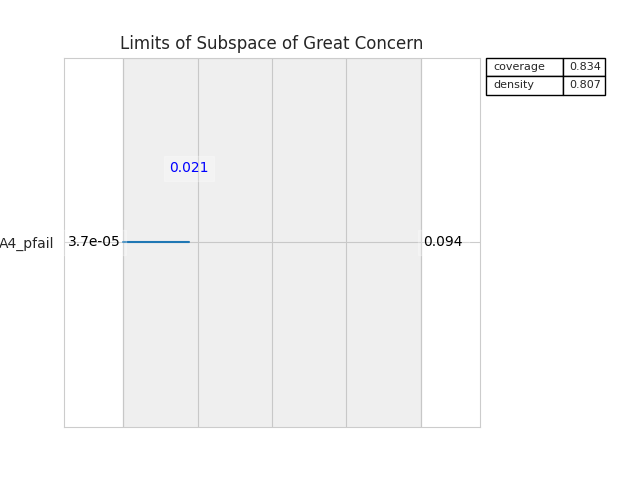 Limits of Subspace of Great Concern
coverage 0.834
density 0.807
0.021
A4_pfail 3.7e-05 0.094